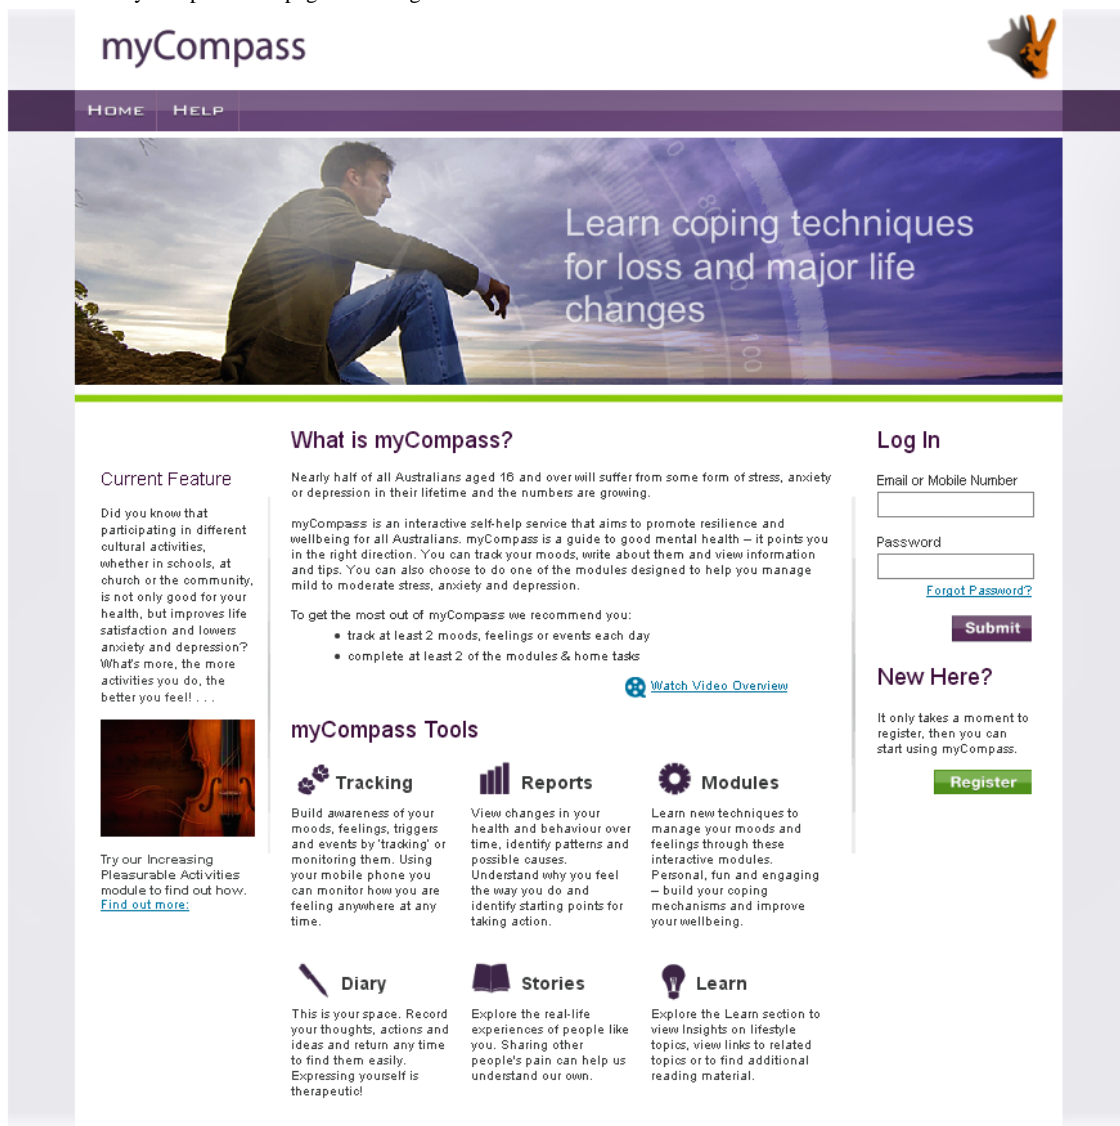 myCompass
HOME HELP
Learn coping techniques
for loss and major life
changes
NE
80
100
Current Feature
Did you know that
participating in different
cultural activities,
whether in schools, at
church or the community,
is not only good for your
health, but improves life
satisfaction and lowers
anxiety and depression?
What's more, the more
activities you do, the
better you feel! . . .
Try our Increasing
Pleasurable Activities
module to find out how.
Find out more:
What is myCompass?
Nearly half of all Australians aged 16 and over will suffer from some form of stress, anxiety
or depression in their lifetime and the numbers are growing.
myCompass is an interactive self-help service that aims to promote resilience and
wellbeing for all Australians. myCompass is a guide to good mental health – it points you
in the right direction. You can track your moods, write about them and view information
and tips. You can also choose to do one of the modules designed to help you manage
mild to moderate stress, anxiety and depression.
To get the most out of myCompass we recommend you:
• track at least 2 moods, feelings or events each day
• complete at least 2 of the modules & home tasks
Watch Video Overview
myCompass Tools
Tracking
Build awareness of your
moods, feelings, triggers
and events by 'tracking' or
monitoring them. Using
your mobile phone you
can monitor how you are
feeling anywhere at any
time.
Reports
View changes in your
health and behaviour over
time, identify patterns and
possible causes.
Understand why you feel
the way you do and
identify starting points for
taking action.
Modules
Learn new techniques to
manage your moods and
feelings through these
interactive modules.
Personal, fun and engaging
– build your coping
mechanisms and improve
your wellbeing.
Diary
This is your space. Record
your thoughts, actions and
ideas and return any time
to find them easily.
Expressing yourself is
therapeutic!
Stories
Explore the real-life
experiences of people like
you. Sharing other
people's pain can help us
understand our own.
Learn
Explore the Learn section to
view Insights on lifestyle
topics, view links to related
topics or to find additional
reading material.
Log In
Email or Mobile Number
Password
Forgot Password?
Submit
New Here?
It only takes a moment to
register, then you can
start using myCompass.
Register